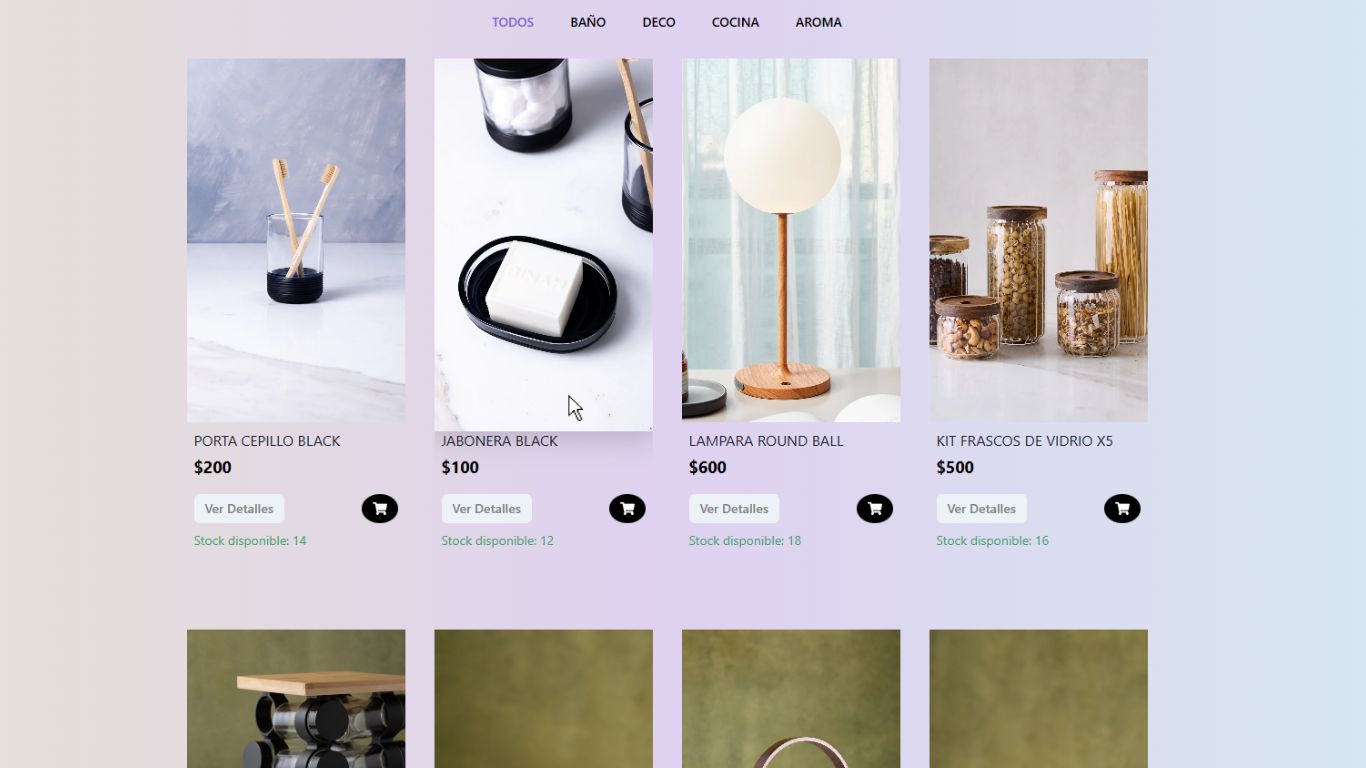 TODOS BAÑO DECO COCINA AROMA
PORTA CEPILLO BLACK
$200
Ver Detalles
Stock disponible: 14
JABONERA BLACK
$100
Ver Detalles
Stock disponible: 12
LAMPARA ROUND BALL
$600
Ver Detalles
Stock disponible: 18
KIT FRASCOS DE VIDRIO X5
$500
Ver Detalles
Stock disponible: 16